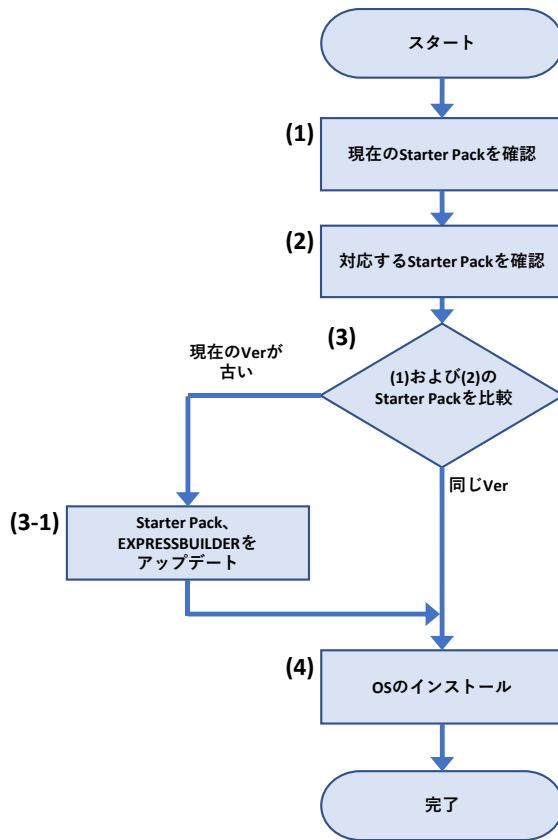 スタート
(1)
現在のStarter Packを確認
(2)
対応するStarter Packを確認
(3)
(1)および(2)の
Starter Packを比較
現在のVerが
古い
同じVer
(3-1)
Starter Pack、
EXPRESSBUILDERを
アップデート
(4)
OSのインストール
完了